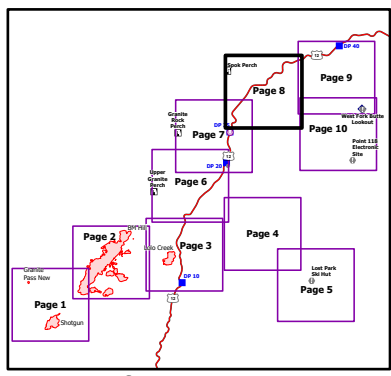 DP 40
12
Spook Perch
Page 9
Page 8
Granite
Rock
Perch
West Fork Butte
Lookout
DP
Page 7
Page 10
Point 118
Electronic
Site
12
DP 20
Upper
Granite
Perch
Page 6
BM Hill
Page 2
Page 4
Lolo Creek
Page 3
Granite
Pass New
Lost Park
Ski Hut
DP 10
Page 5
12
Page 1
Shotgun